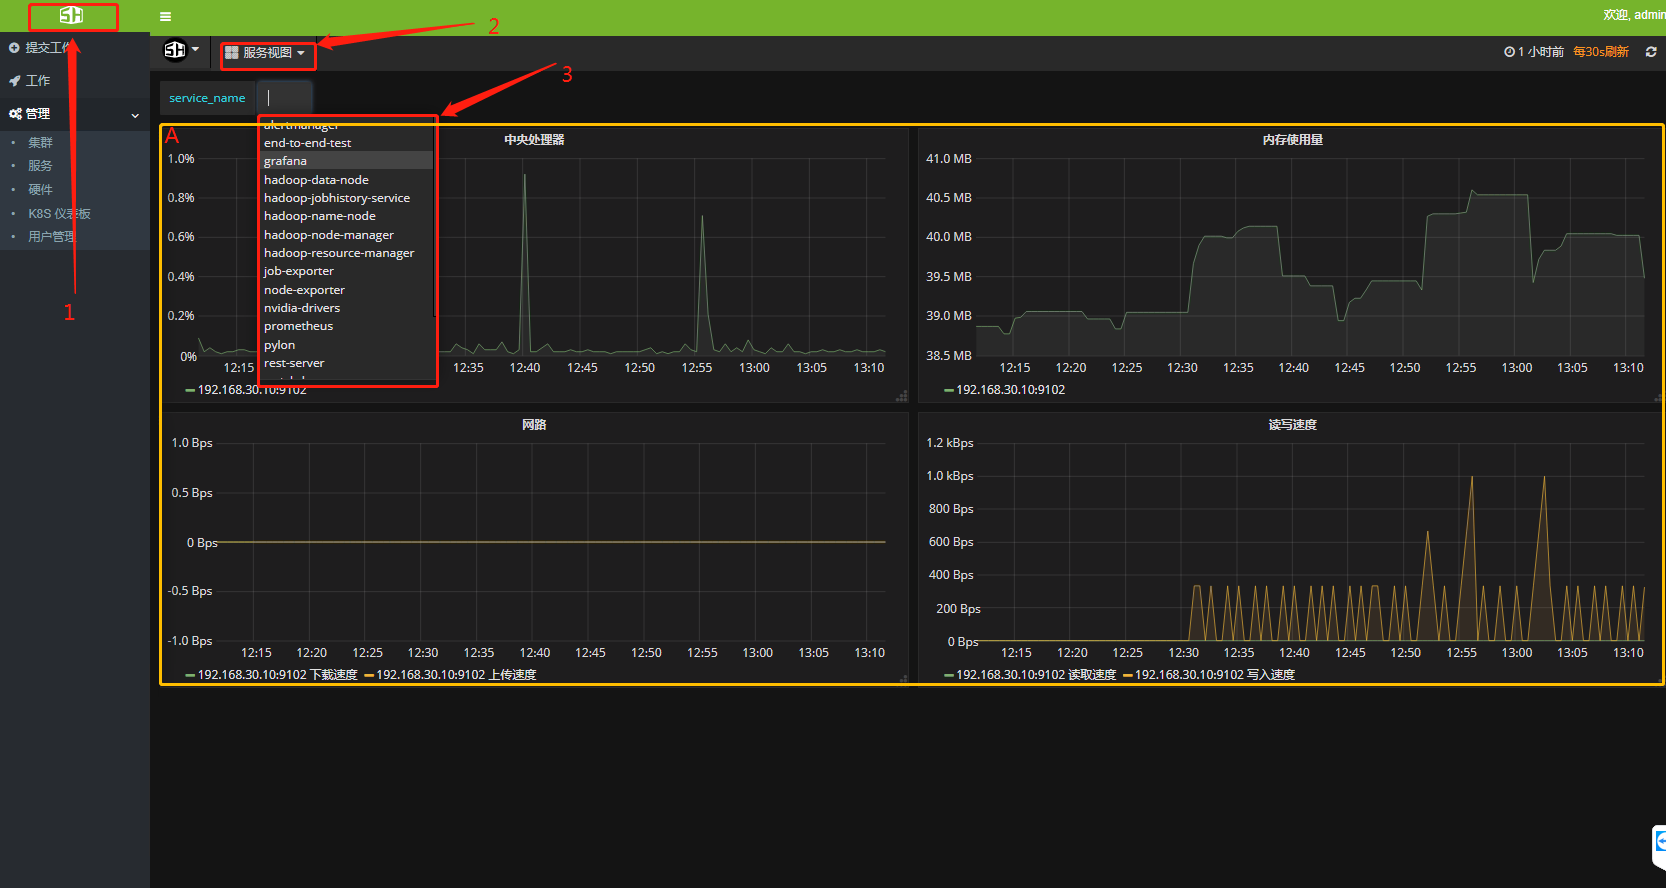 SH
欢迎, admin
2
提交工作
SH
服务视图
1 小时前 每30s刷新
3
工作
service_name
管理
集群
服务
硬件
K8S 仪表板
用户管理
1
A
alertmanager
end-to-end-test
grafana
hadoop-data-node
hadoop-jobhistory-service
hadoop-name-node
hadoop-node-manager
hadoop-resource-manager
job-exporter
node-exporter
nvidia-drivers
prometheus
pylon
rest-server
中央处理器
1.0%
0.8%
0.6%
0.4%
0.2%
0%
12:15 12:35 12:40 12:45 12:50 12:55 13:00 13:05 13:10
192.168.30.10:9102
内存使用量
41.0 MB
40.5 MB
40.0 MB
39.5 MB
39.0 MB
38.5 MB
12:15 12:20 12:25 12:30 12:35 12:40 12:45 12:50 12:55 13:00 13:05 13:10
192.168.30.10:9102
网路
1.0 Bps
0.5 Bps
0 Bps
-0.5 Bps
-1.0 Bps
12:15 12:20 12:25 12:30 12:35 12:40 12:45 12:50 12:55 13:00 13:05 13:10
192.168.30.10:9102 下载速度 192.168.30.10:9102 上传速度
读写速度
1.2 kBps
1.0 kBps
800 Bps
600 Bps
400 Bps
200 Bps
0 Bps
12:15 12:20 12:25 12:30 12:35 12:40 12:45 12:50 12:55 13:00 13:05 13:10
192.168.30.10:9102 读取速度 192.168.30.10:9102 写入速度